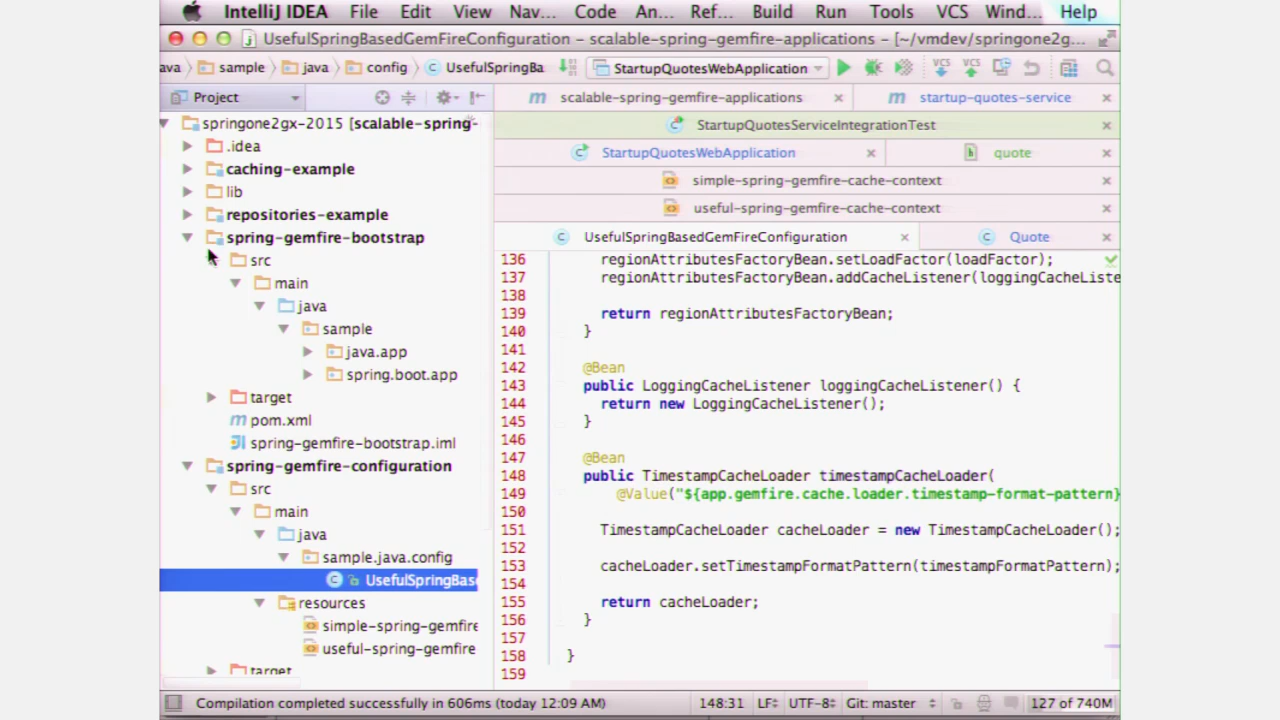 IntelliJ IDEA File Edit View Nav... Code An... Ref... Build Run Tools VCS Wind... Help
UsefulSpringBasedGemFireConfiguration – scalable-spring-gemfire-applications – [~/vmdev/springone2g...
ava sample java config UsefulSpringBa StartupQuotesWebApplication VCS VCS
Project
scalable-spring-gemfire-applications startup-quotes-service
springone2gx-2015 [scalable-spring-
StartupQuotesServiceIntegrationTest
.idea
StartupQuotesWebApplication quote
caching-example
simple-spring-gemfire-cache-context
lib
useful-spring-gemfire-cache-context
repositories-example
UsefulSpringBasedGemFireConfiguration Quote
spring-gemfire-bootstrap
src
main
java
sample
java.app
spring.boot.app
target
pom.xml
spring-gemfire-bootstrap.iml
spring-gemfire-configuration
src
main
java
sample.java.config
UsefulSpringBas
resources
simple-spring-gemfire
useful-spring-gemfire
target
136 regionAttributesFactoryBean.setLoadFactor(loadFactor);
137 regionAttributesFactoryBean.addCacheListener(loggingCacheListe
138
139 return regionAttributesFactoryBean;
140 }
141
142 @Bean
143 public LoggingCacheListener loggingCacheListener() {
144 return new LoggingCacheListener();
145 }
146
147 @Bean
148 public TimestampCacheLoader timestampCacheLoader(
149 @Value("${app.gemfire.cache.loader.timestamp-format-pattern}
150
151 TimestampCacheLoader cacheLoader = new TimestampCacheLoader();
152
153 cacheLoader.setTimestampFormatPattern(timestampFormatPattern);
154
155 return cacheLoader;
156 }
157
158 }
159
Compilation completed successfully in 606ms (today 12:09 AM) 148:31 LF UTF-8 Git: master 127 of 740M